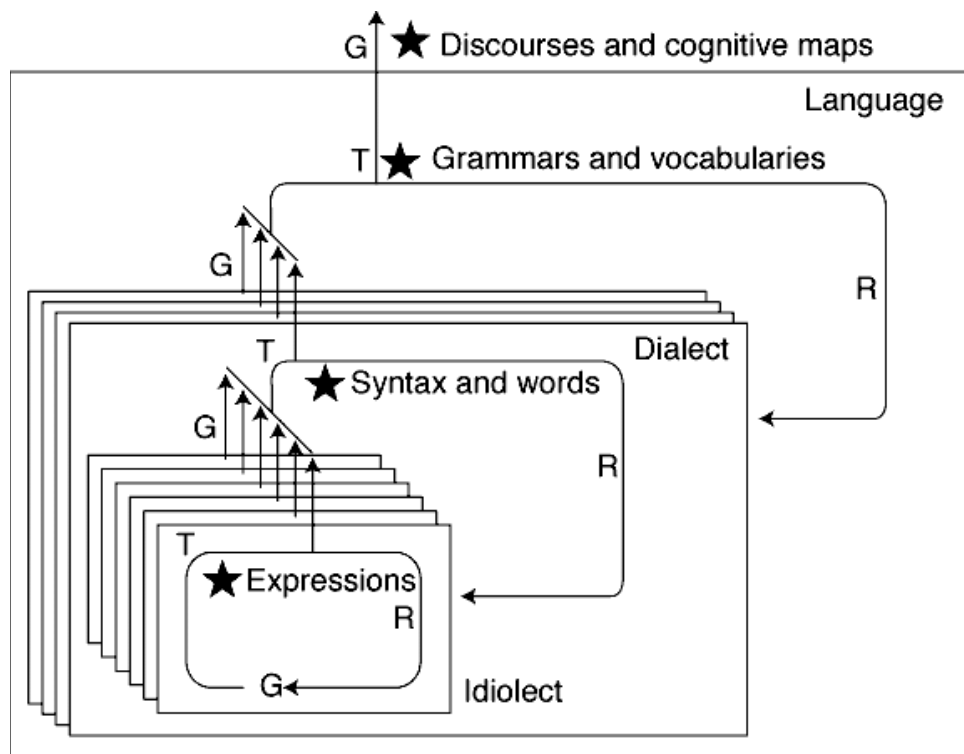 G ★ Discourses and cognitive maps
Language
T ★ Grammars and vocabularies
G
R
T
Dialect
★ Syntax and words
G
R
T
★ Expressions
R
G
Idiolect